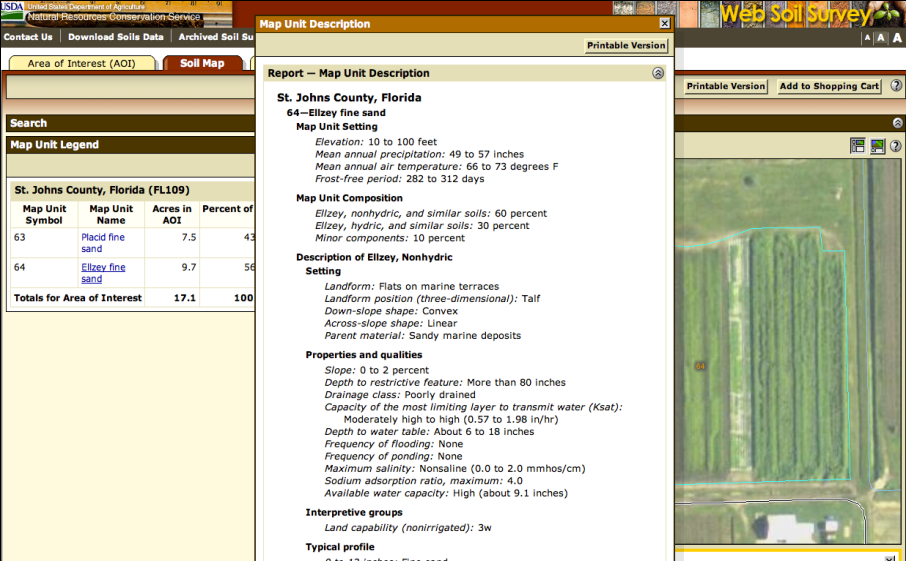 USDA United States Department of Agriculture
Natural Resources Conservation Service
Web Soil Survey
Contact Us | Download Soils Data | Archived Soil Su
A A A
Area of Interest (AOI)
Soil Map
Printable Version
Add to Shopping Cart
?
Search
Map Unit Legend
St. Johns County, Florida (FL109)
Map Unit Symbol
Map Unit Name
Acres in AOI
Percent of
63 Placid fine sand 7.5 43
64 Ellzey fine sand 9.7 56
Totals for Area of Interest 17.1 100
Map Unit Description
Printable Version
Report — Map Unit Description
St. Johns County, Florida
64—Ellzey fine sand
Map Unit Setting
Elevation: 10 to 100 feet
Mean annual precipitation: 49 to 57 inches
Mean annual air temperature: 66 to 73 degrees F
Frost-free period: 282 to 312 days
Map Unit Composition
Ellzey, nonhydric, and similar soils: 60 percent
Ellzey, hydric, and similar soils: 30 percent
Minor components: 10 percent
Description of Ellzey, Nonhydric
Setting
Landform: Flats on marine terraces
Landform position (three-dimensional): Talf
Down-slope shape: Convex
Across-slope shape: Linear
Parent material: Sandy marine deposits
Properties and qualities
Slope: 0 to 2 percent
Depth to restrictive feature: More than 80 inches
Drainage class: Poorly drained
Capacity of the most limiting layer to transmit water (Ksat):
Moderately high to high (0.57 to 1.98 in/hr)
Depth to water table: About 6 to 18 inches
Frequency of flooding: None
Frequency of ponding: None
Maximum salinity: Nonsaline (0.0 to 2.0 mmhos/cm)
Sodium adsorption ratio, maximum: 4.0
Available water capacity: High (about 9.1 inches)
Interpretive groups
Land capability (nonirrigated): 3w
Typical profile
0 to 12 inches: Fine sand
?
64